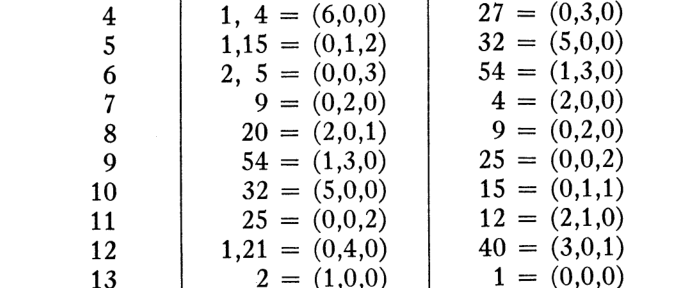 4 1, 4 = (6,0,0) 27 = (0,3,0)
5 1,15 = (0,1,2) 32 = (5,0,0)
6 2, 5 = (0,0,3) 54 = (1,3,0)
7 9 = (0,2,0) 4 = (2,0,0)
8 20 = (2,0,1) 9 = (0,2,0)
9 54 = (1,3,0) 25 = (0,0,2)
10 32 = (5,0,0) 15 = (0,1,1)
11 25 = (0,0,2) 12 = (2,1,0)
12 1,21 = (0,4,0) 40 = (3,0,1)
13 2 = (1,0,0) 1 = (0,0,0)